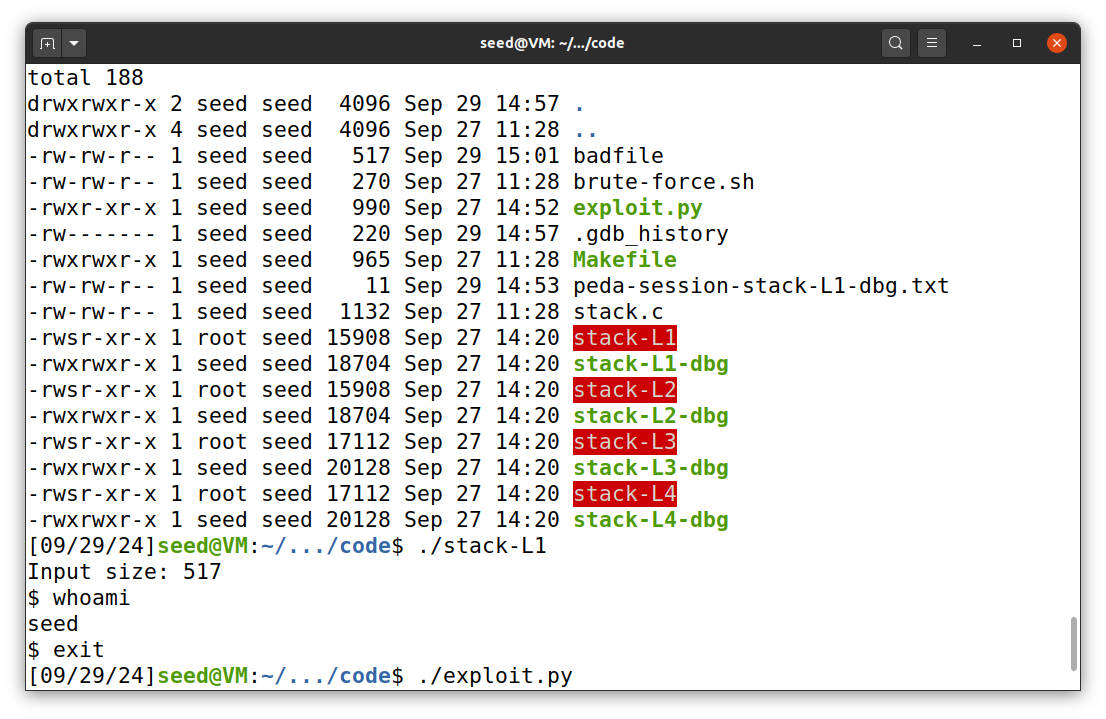 seed@VM: ~/.../code
total 188
drwxrwxr-x 2 seed seed  4096 Sep 29 14:57 .
drwxrwxr-x 4 seed seed  4096 Sep 27 11:28 ..
-rw-rw-r-- 1 seed seed   517 Sep 29 15:01 badfile
-rw-rw-r-- 1 seed seed   270 Sep 27 11:28 brute-force.sh
-rwxr-xr-x 1 seed seed   990 Sep 27 14:52 exploit.py
-rw------- 1 seed seed   220 Sep 29 14:57 .gdb_history
-rwxrwxr-x 1 seed seed   965 Sep 27 11:28 Makefile
-rw-rw-r-- 1 seed seed    11 Sep 29 14:53 peda-session-stack-L1-dbg.txt
-rw-rw-r-- 1 seed seed  1132 Sep 27 11:28 stack.c
-rwsr-xr-x 1 root seed 15908 Sep 27 14:20 stack-L1
-rwxrwxr-x 1 seed seed 18704 Sep 27 14:20 stack-L1-dbg
-rwsr-xr-x 1 root seed 15908 Sep 27 14:20 stack-L2
-rwxrwxr-x 1 seed seed 18704 Sep 27 14:20 stack-L2-dbg
-rwsr-xr-x 1 root seed 17112 Sep 27 14:20 stack-L3
-rwxrwxr-x 1 seed seed 20128 Sep 27 14:20 stack-L3-dbg
-rwsr-xr-x 1 root seed 17112 Sep 27 14:20 stack-L4
-rwxrwxr-x 1 seed seed 20128 Sep 27 14:20 stack-L4-dbg
[09/29/24]seed@VM:~/.../code$ ./stack-L1
Input size: 517
$ whoami
seed
$ exit
[09/29/24]seed@VM:~/.../code$ ./exploit.py